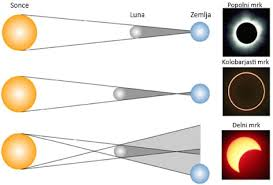 Sonce
Luna
Zemlja
Popolni mrk
Kolobarjasti mrk
Delni mrk